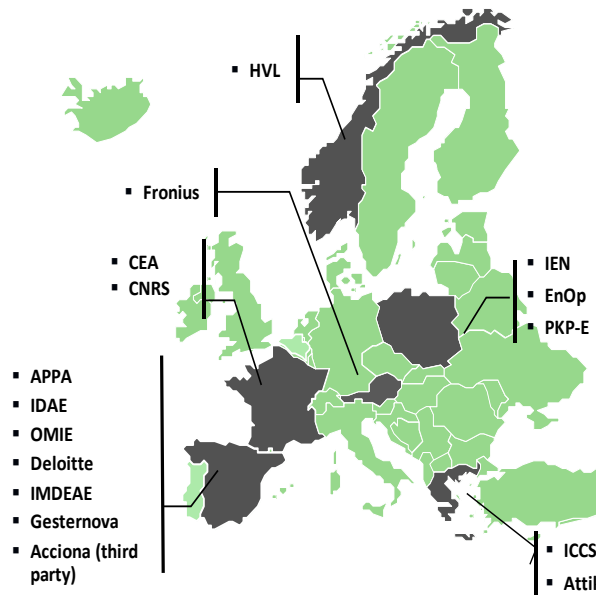 ▪ HVL
▪ Fronius
▪ CEA
▪ CNRS
▪ IEN
▪ EnOp
▪ PKP-E
▪ APPA
▪ IDAE
▪ OMIE
▪ Deloitte
▪ IMDEAE
▪ Gesternova
▪ Acciona (third
party)
▪ ICCS
▪ Attil